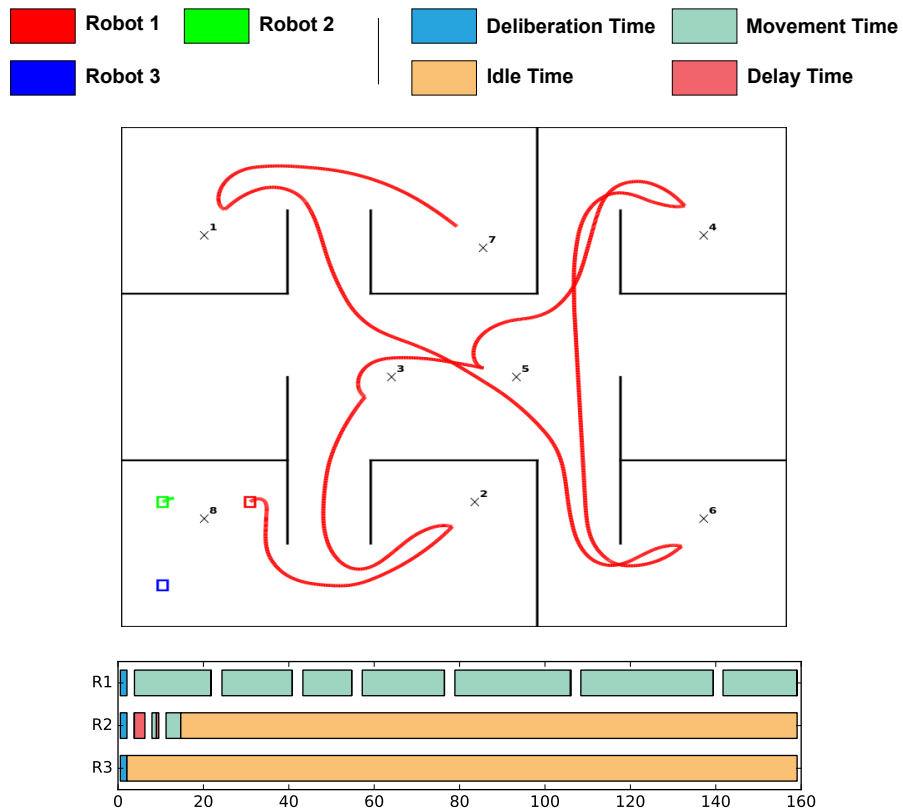 Robot 1 Robot 2 Deliberation Time Movement Time
Robot 3 Idle Time Delay Time
1 7 4
3 5
8 2 6
R1
R2
R3
0 20 40 60 80 100 120 140 160